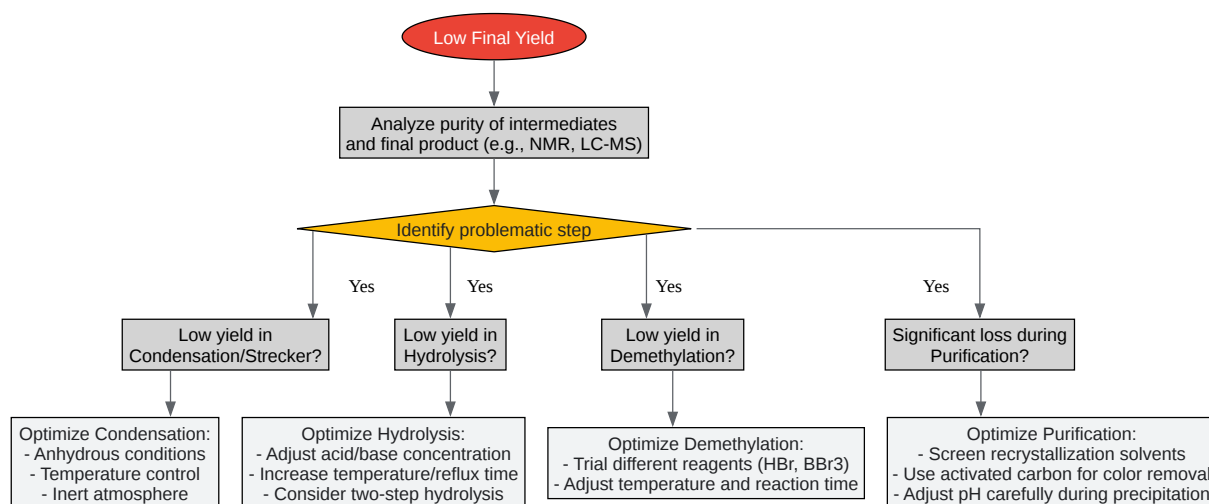 Low Final Yield
Analyze purity of intermediates
and final product (e.g., NMR, LC-MS)
Identify problematic step
Yes
Yes
Yes
Yes
Low yield in
Condensation/Strecker?
Low yield in
Hydrolysis?
Low yield in
Demethylation?
Significant loss during
Purification?
Optimize Condensation:
- Anhydrous conditions
- Temperature control
- Inert atmosphere
Optimize Hydrolysis:
- Adjust acid/base concentration
- Increase temperature/reflux time
- Consider two-step hydrolysis
Optimize Demethylation:
- Trial different reagents (HBr, BBr3)
- Adjust temperature and reaction time
Optimize Purification:
- Screen recrystallization solvents
- Use activated carbon for color removal
- Adjust pH carefully during precipitation